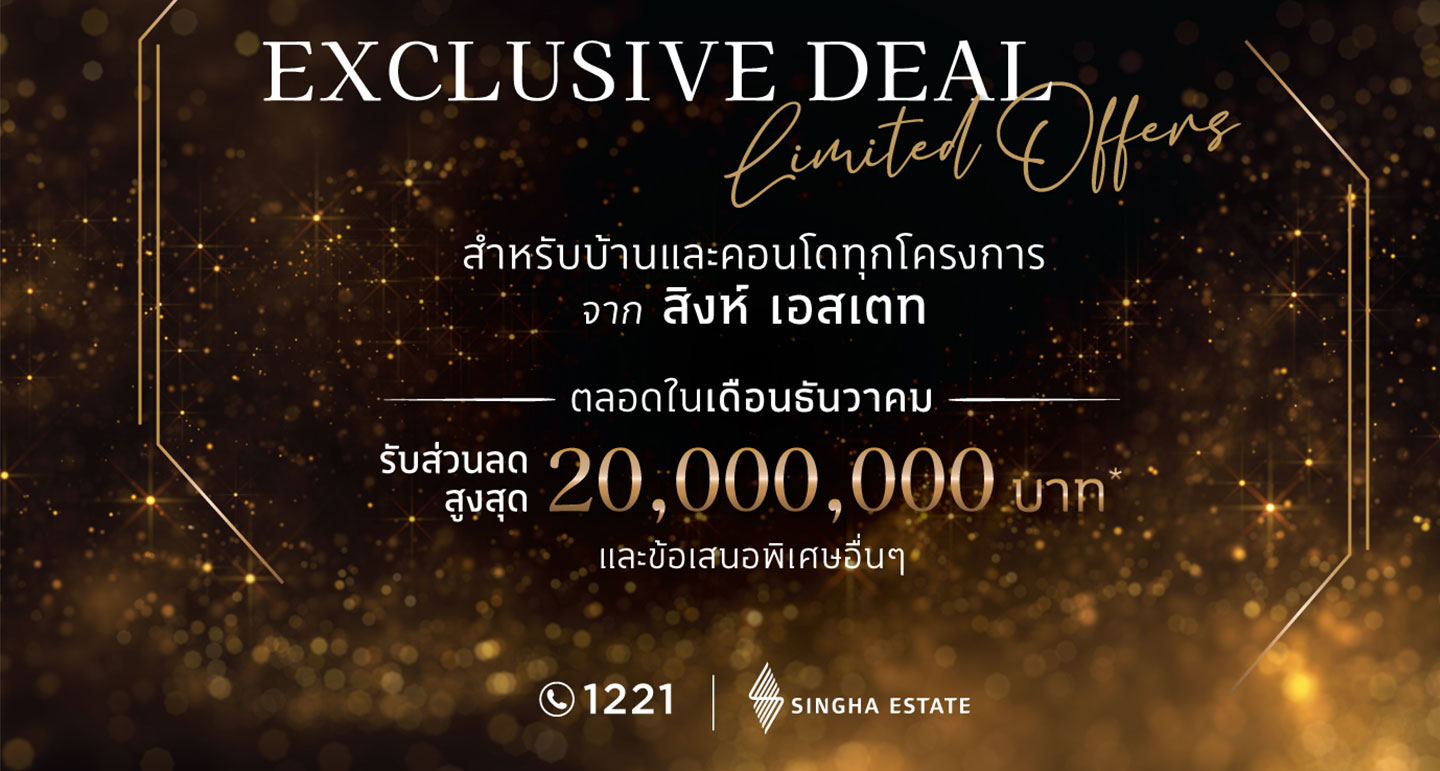 EXCLUSIVE DEAL
Limited Offers
สำหรับบ้านและคอนโดทุกโครงการ
จาก สิงห์ เอสเตท
ตลอดในเดือนธันวาคม
รับส่วนลด
สูงสุด 20,000,000 บาท*
และข้อเสนอพิเศษอื่นๆ
1221 SINGHA ESTATE